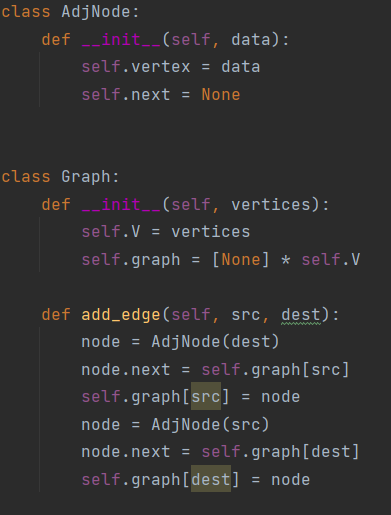 class AdjNode:
    def __init__(self, data):
        self.vertex = data
        self.next = None
class Graph:
    def __init__(self, vertices):
        self.V = vertices
        self.graph = [None] * self.V
    def add_edge(self, src, dest):
        node = AdjNode(dest)
        node.next = self.graph[src]
        self.graph[src] = node
        node = AdjNode(src)
        node.next = self.graph[dest]
        self.graph[dest] = node